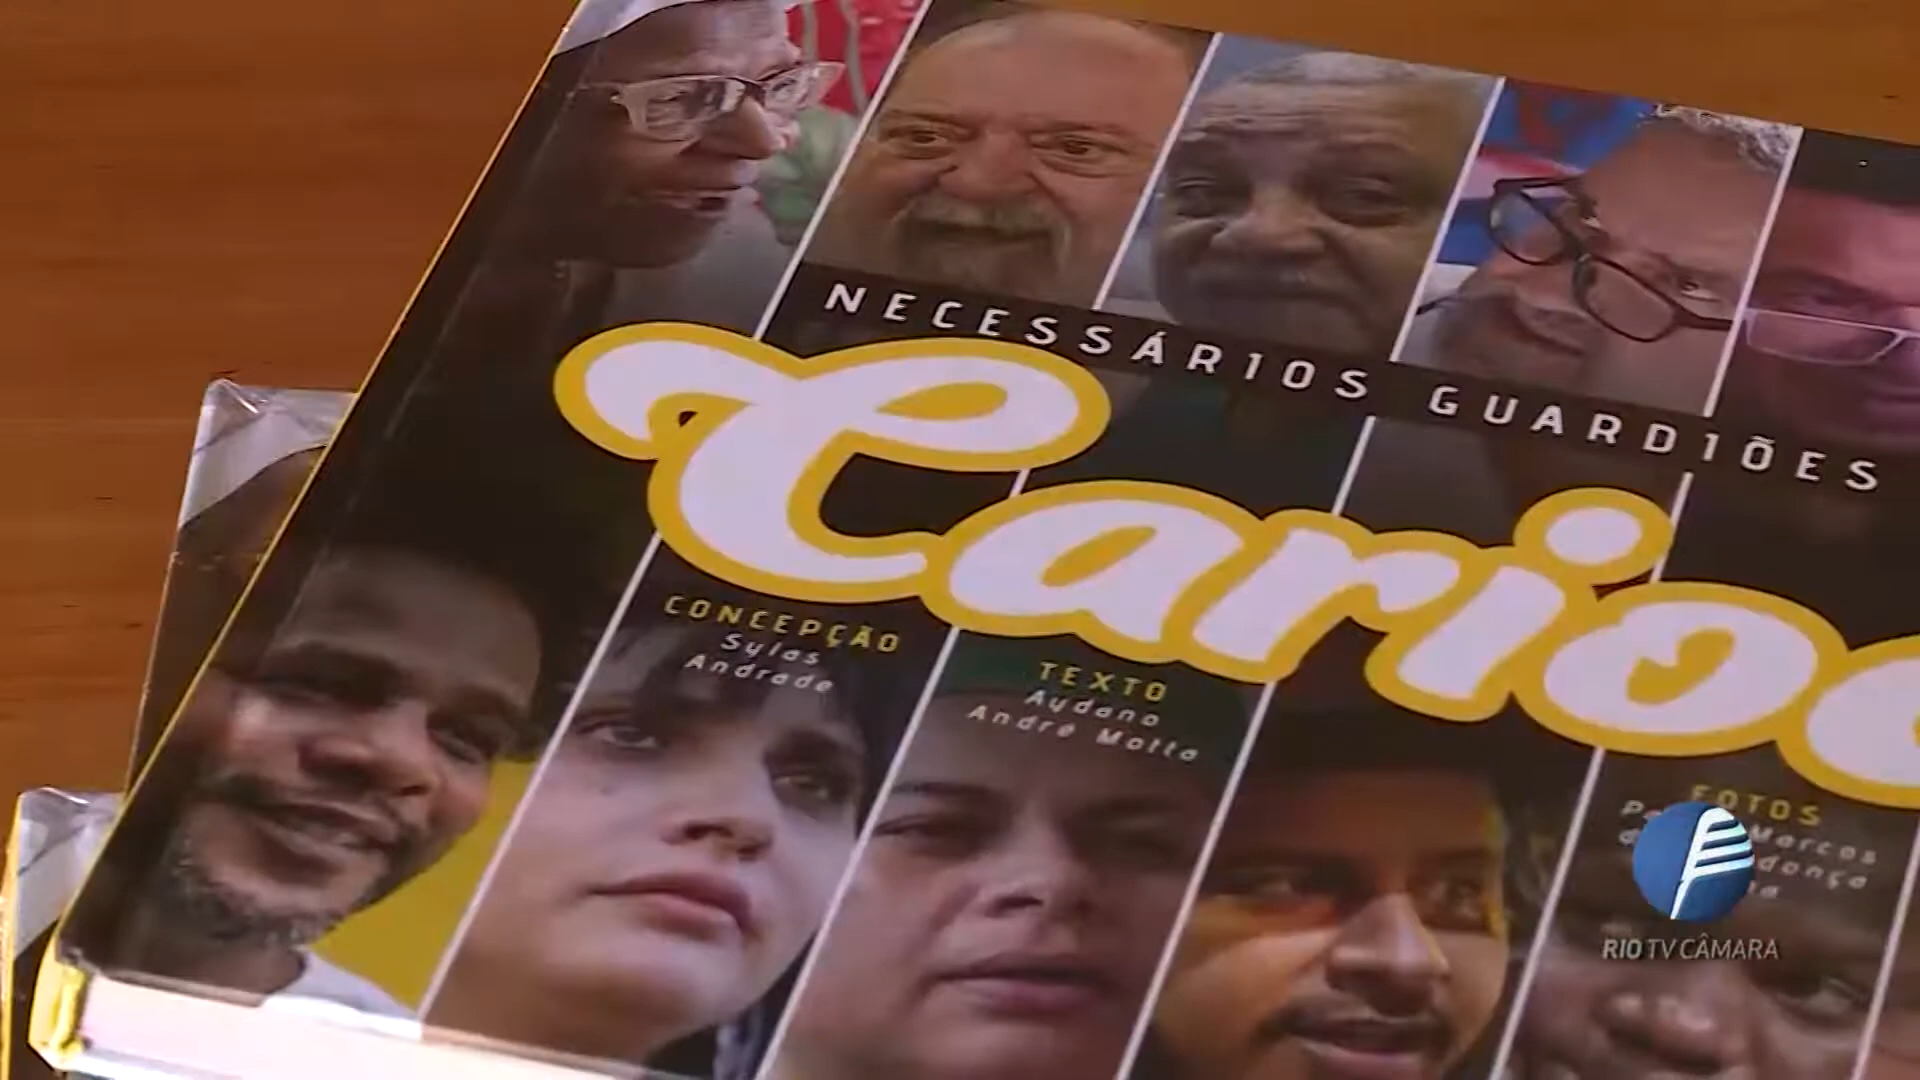 NECESSÁRIOS GUARDIÕES
Carioc
CONCEPÇÃO
Sylas
Andrade
TEXTO
Aydano
André Motta
FOTOS
Marcos
RIO TV CÂMARA